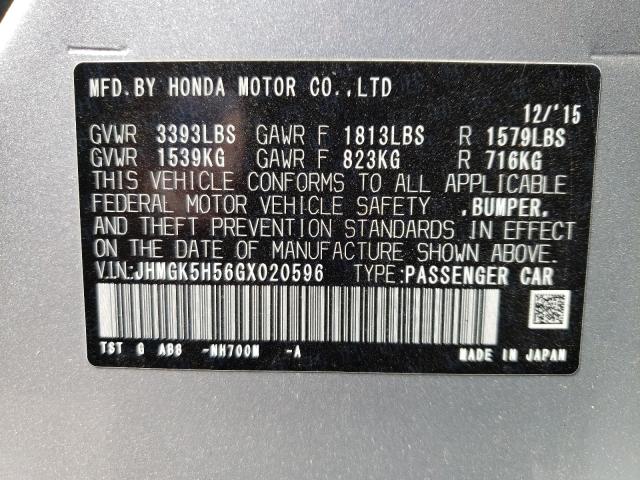 MFD. BY HONDA MOTOR CO., LTD
12/'15
GVWR 3393LBS GAWR F 1813LBS R 1579LBS
GVWR 1539KG GAWR F 823KG R 716KG
THIS VEHICLE CONFORMS TO ALL APPLICABLE
FEDERAL MOTOR VEHICLE SAFETY ,BUMPER,
AND THEFT PREVENTION STANDARDS IN EFFECT
ON THE DATE OF MANUFACTURE SHOWN ABOVE.
V.I.N.:JHMGK5H56GX020596 TYPE:PASSENGER CAR
TST G AB8 -NH700M -A MADE IN JAPAN